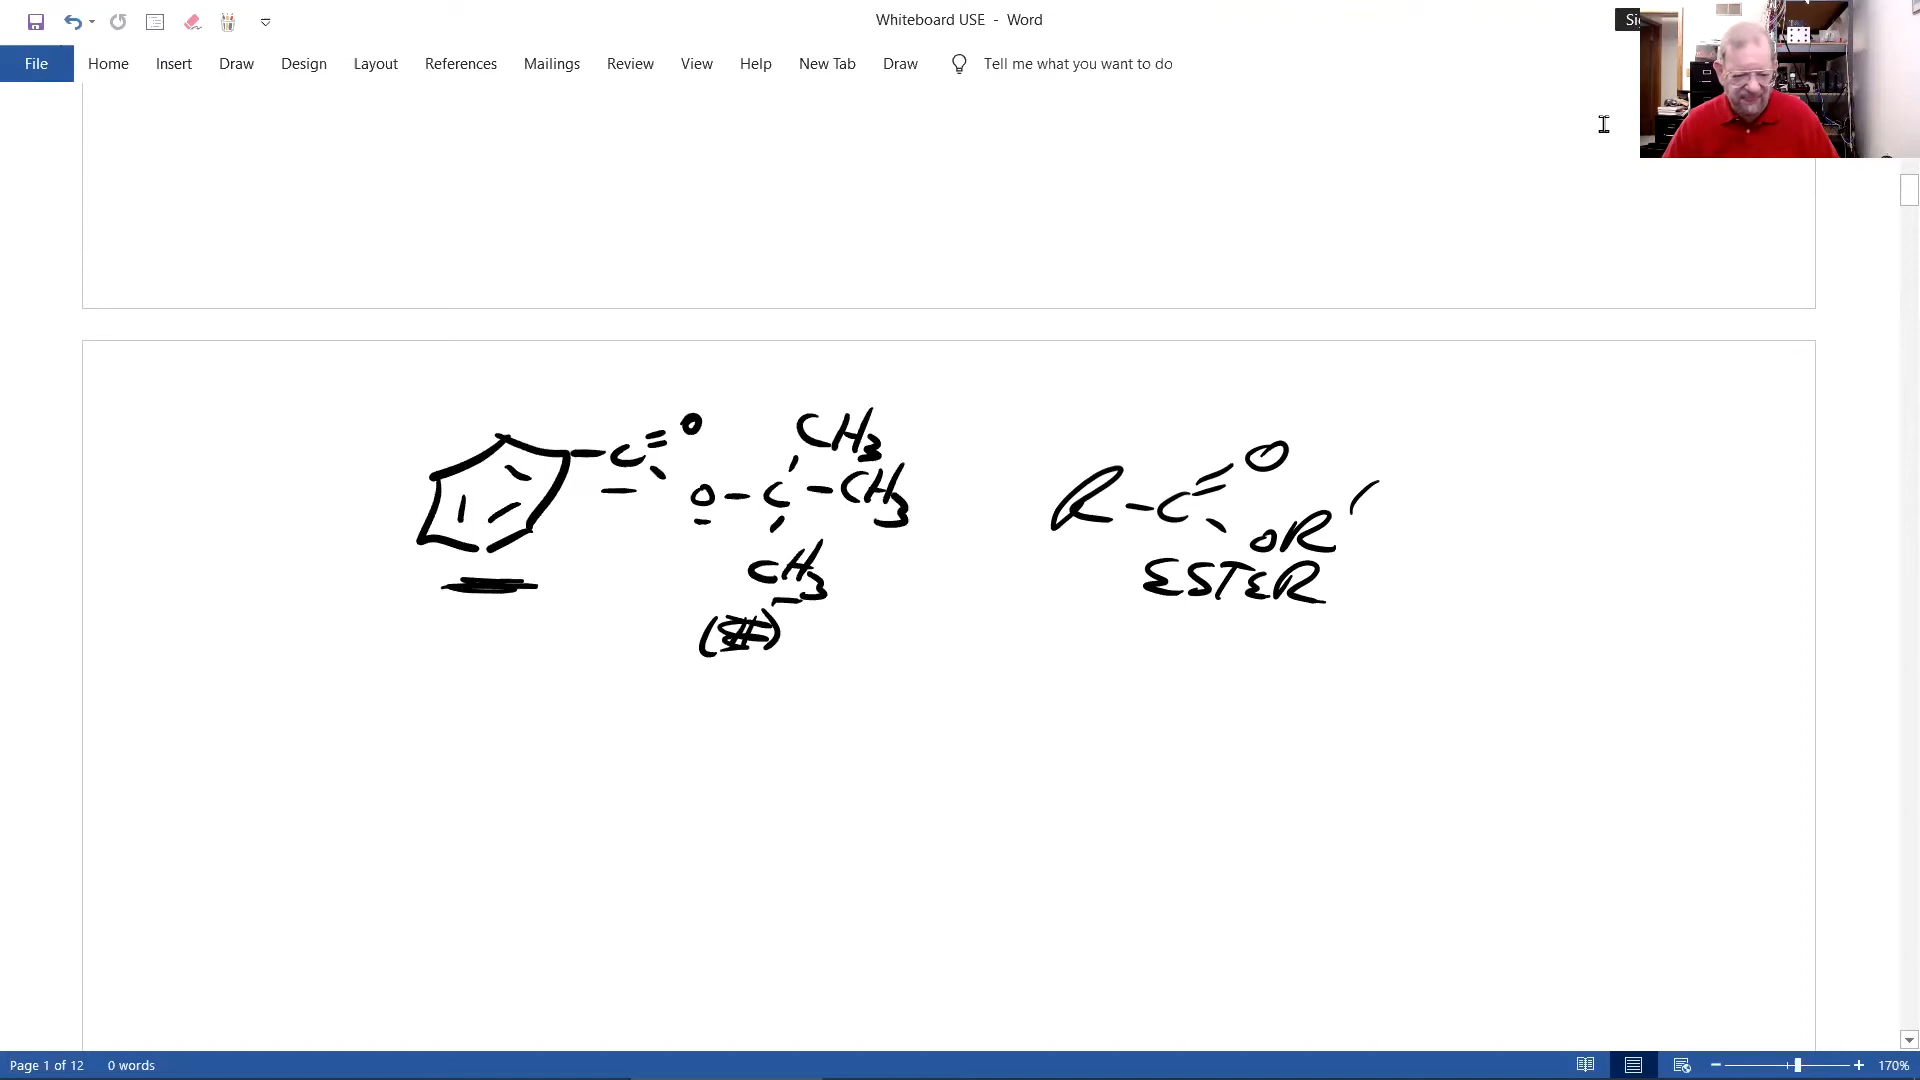 Whiteboard USE - Word
File Home Insert Draw Design Layout References Mailings Review View Help New Tab Draw Tell me what you want to do
O CH3
C O C CH3
CH3
O
R-C
OR'
ESTER
Page 1 of 12 0 words 170%